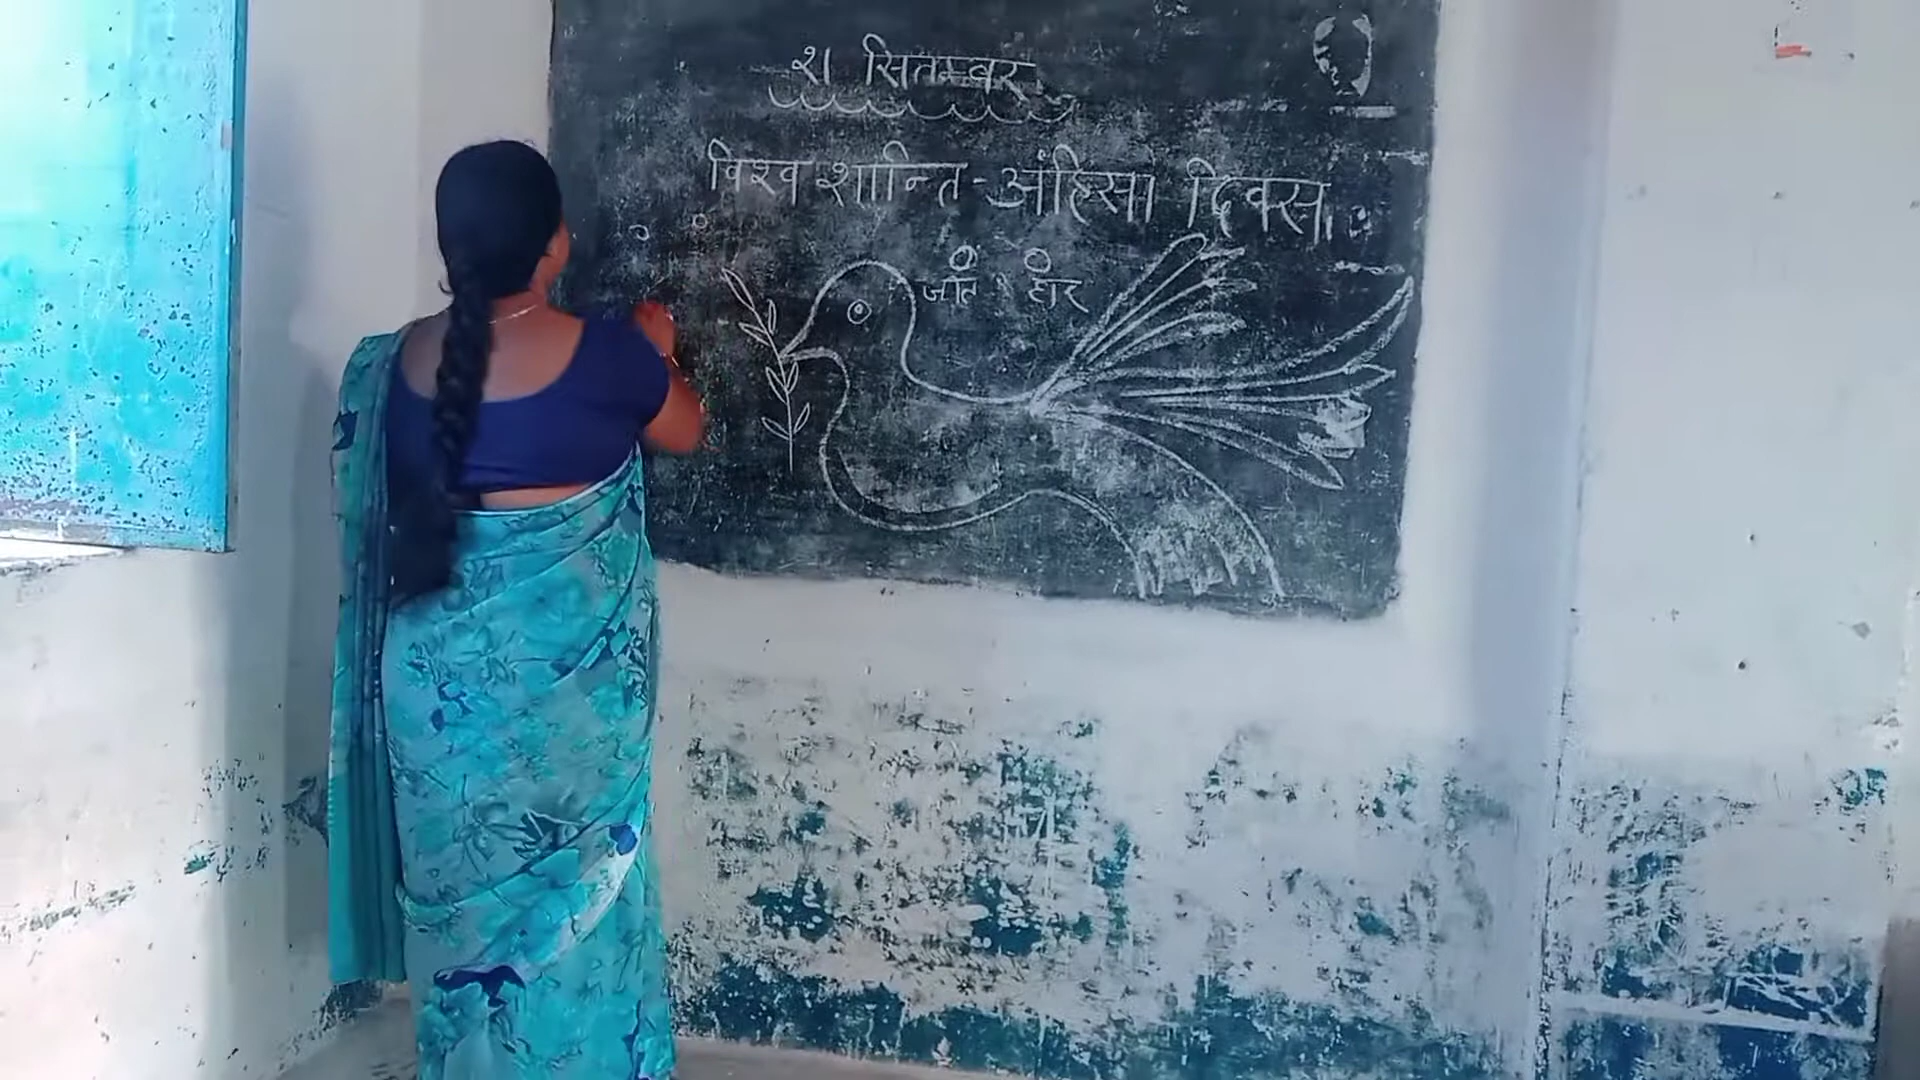 २१ सितम्बर
विश्व शान्ति - अंहिसा दिवस
जीत हार